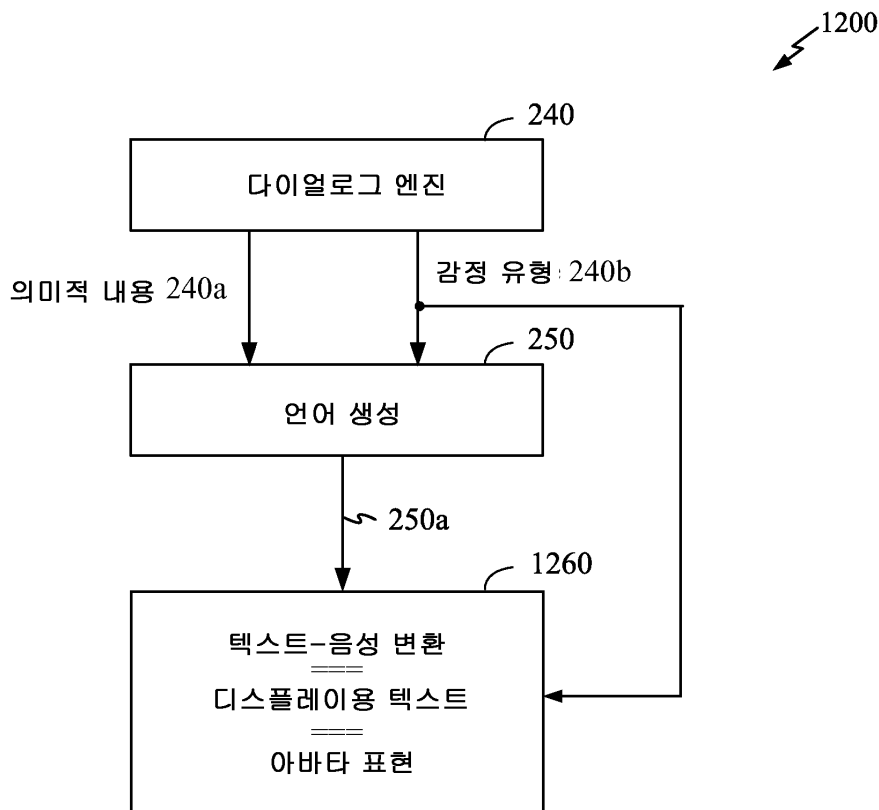 1200
240
다이얼로그 엔진
의미적 내용 240a
감정 유형 240b
250
언어 생성
250a
1260
텍스트-음성 변환
===
디스플레이용 텍스트
===
아바타 표현